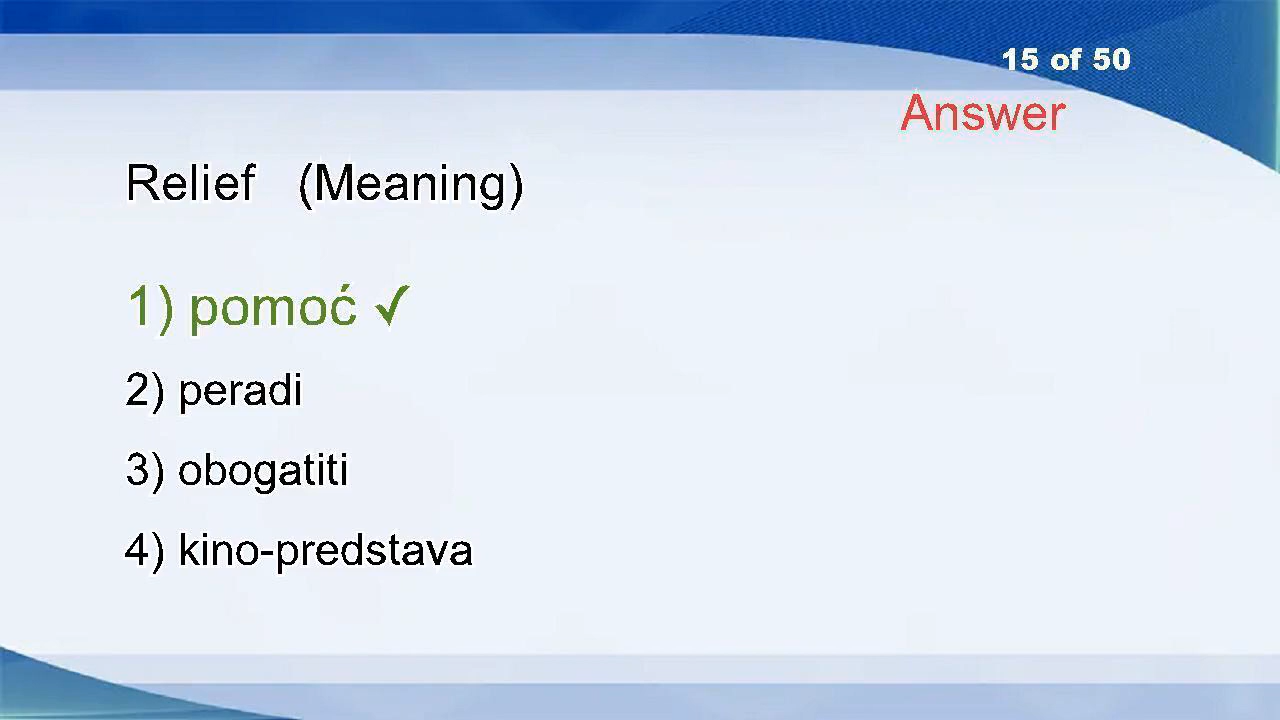 15 of 50
Answer
Relief (Meaning)
1) pomoć ✓
2) peradi
3) obogatiti
4) kino-predstava